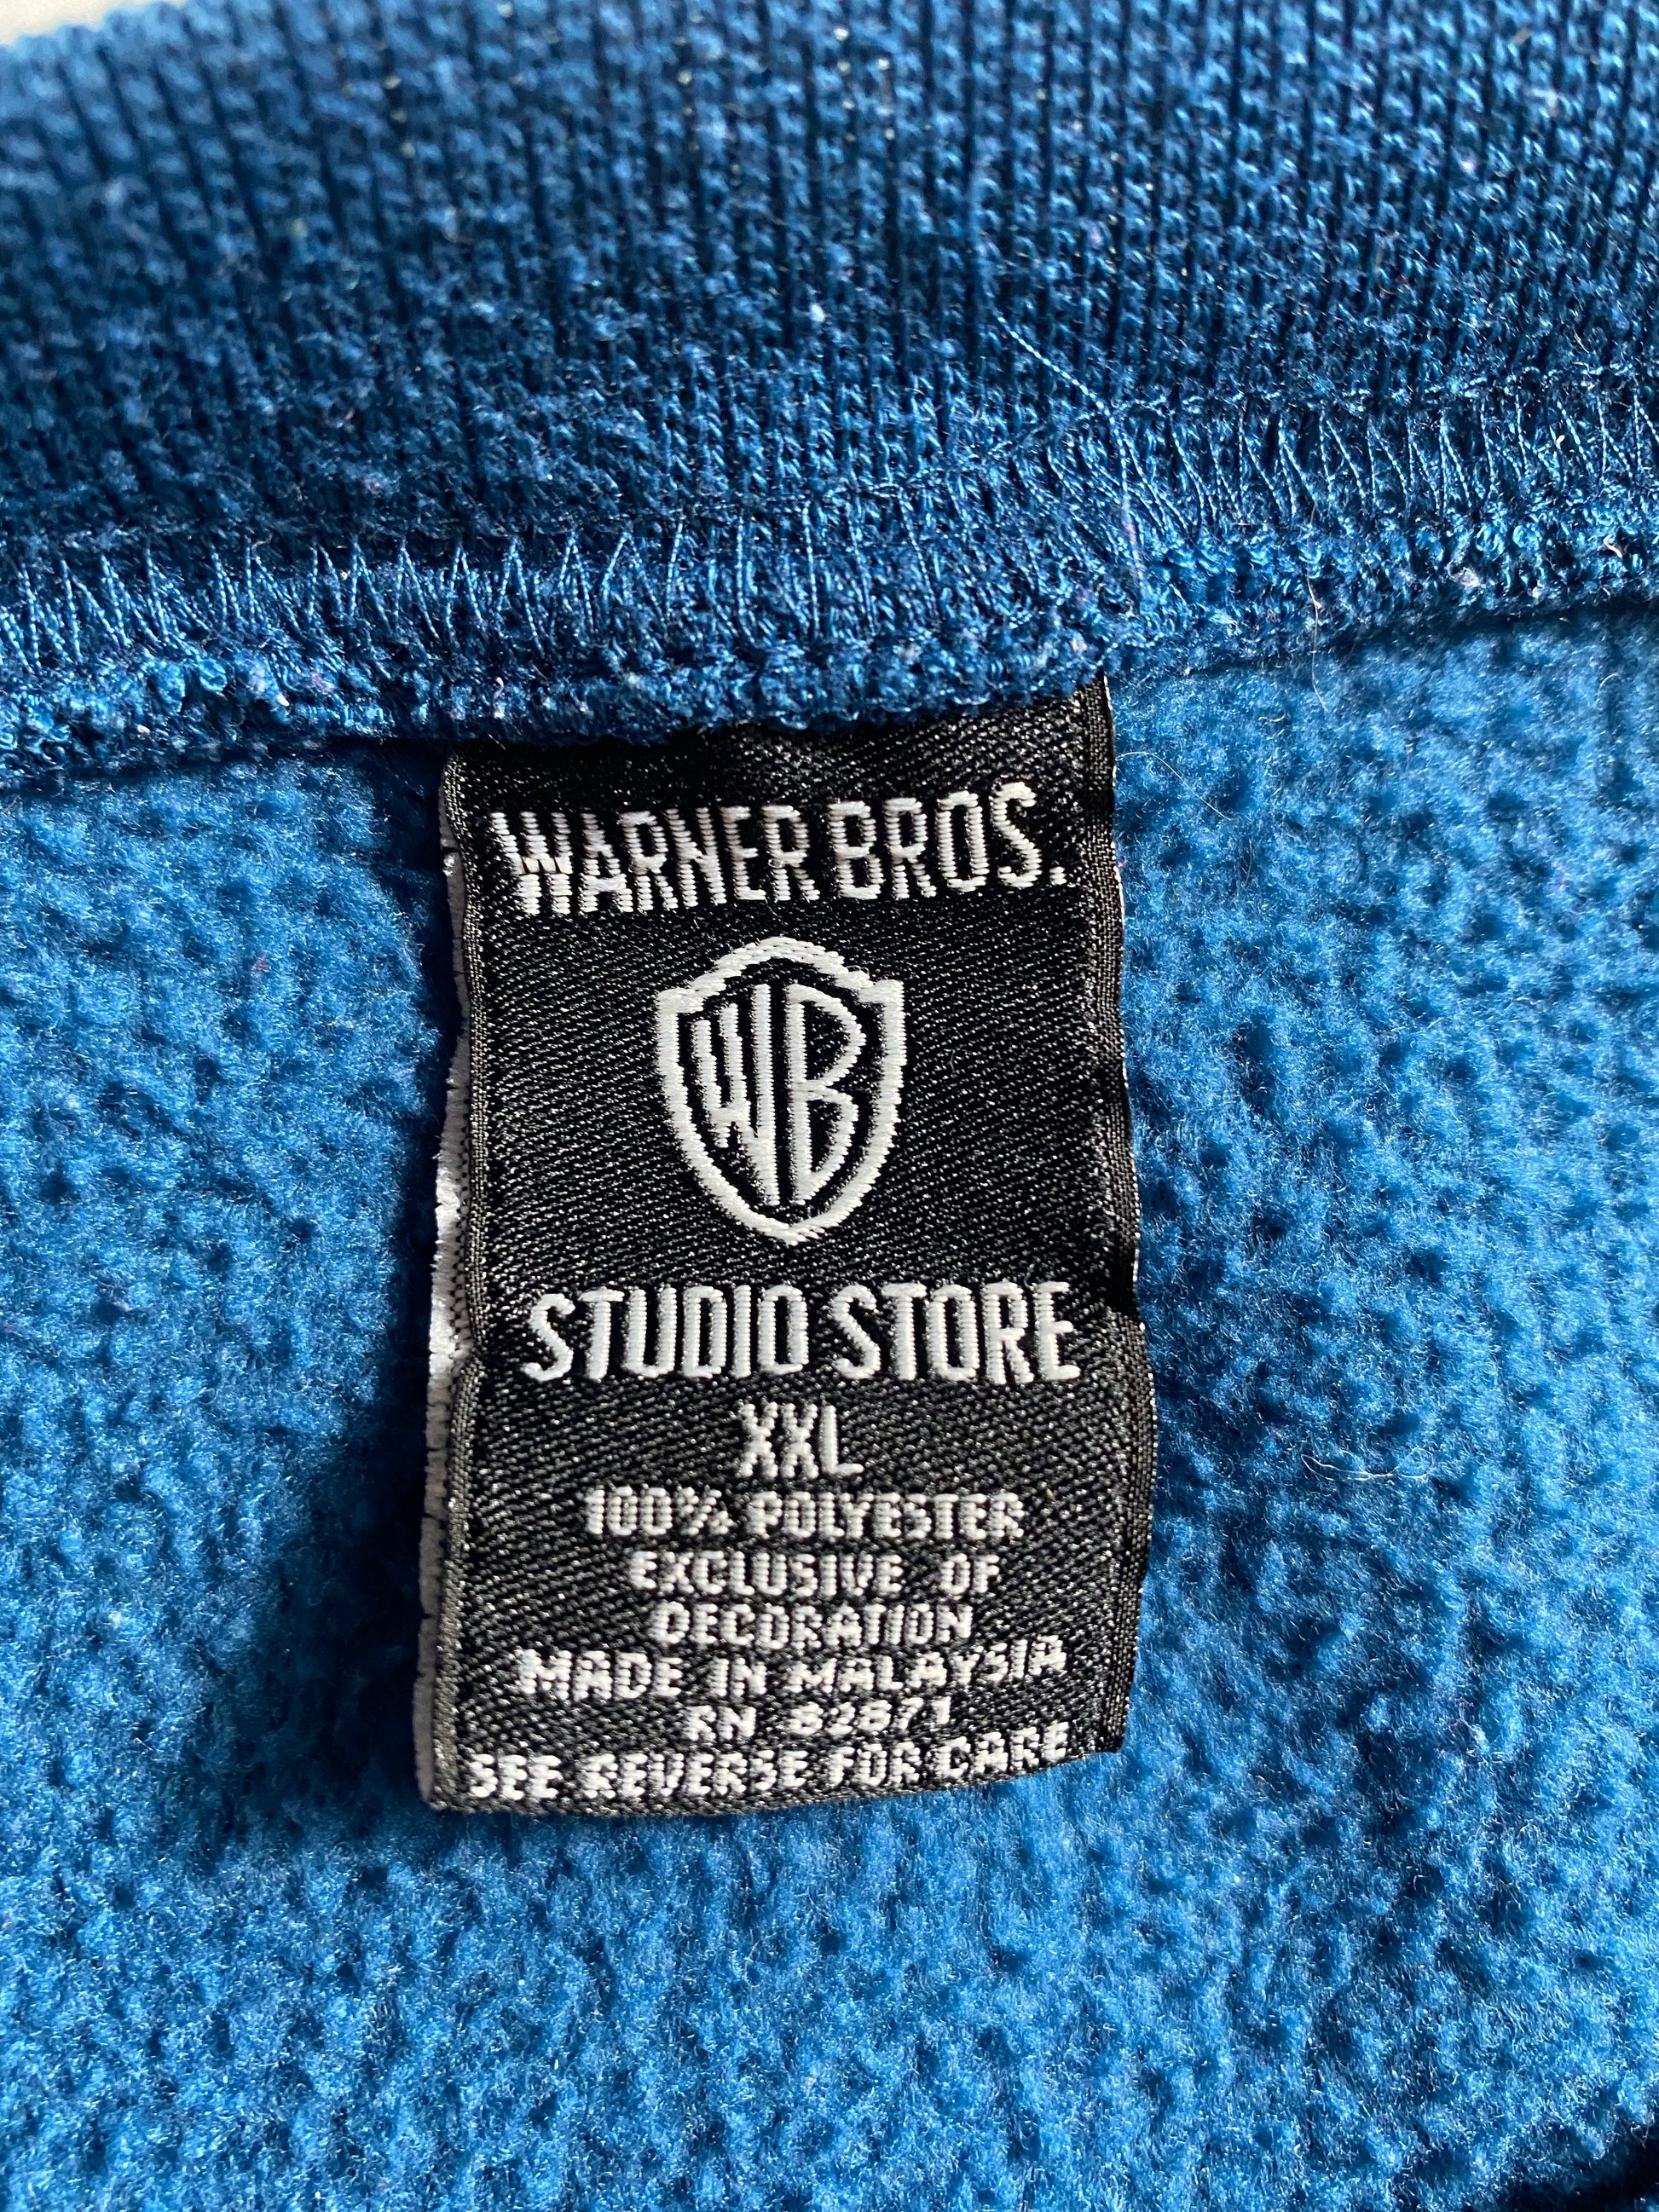 WARNER BROS.
WB
STUDIO STORE
XXL
100% POLYESTER
EXCLUSIVE OF
DECORATION
MADE IN MALAYSIA
RN 82871
SEE REVERSE FOR CARE